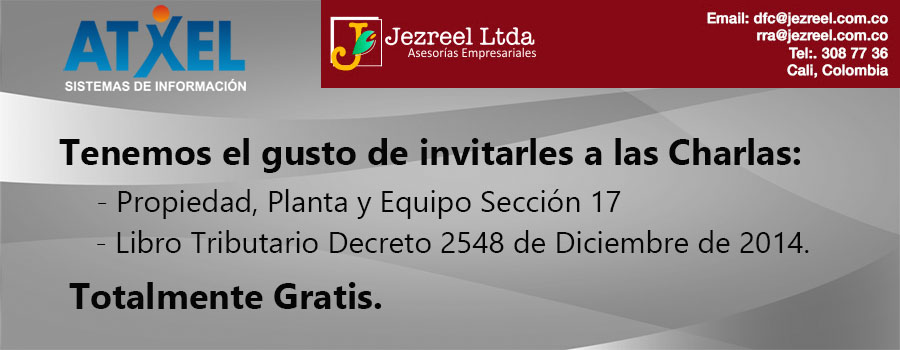 ATXEL
SISTEMAS DE INFORMACIÓN
J
Jezreel Ltda
Asesorías Empresariales
Email: dfc@jezreel.com.co
rra@jezreel.com.co
Tel:. 308 77 36
Cali, Colombia
Tenemos el gusto de invitarles a las Charlas:
- Propiedad, Planta y Equipo Sección 17
- Libro Tributario Decreto 2548 de Diciembre de 2014.
Totalmente Gratis.